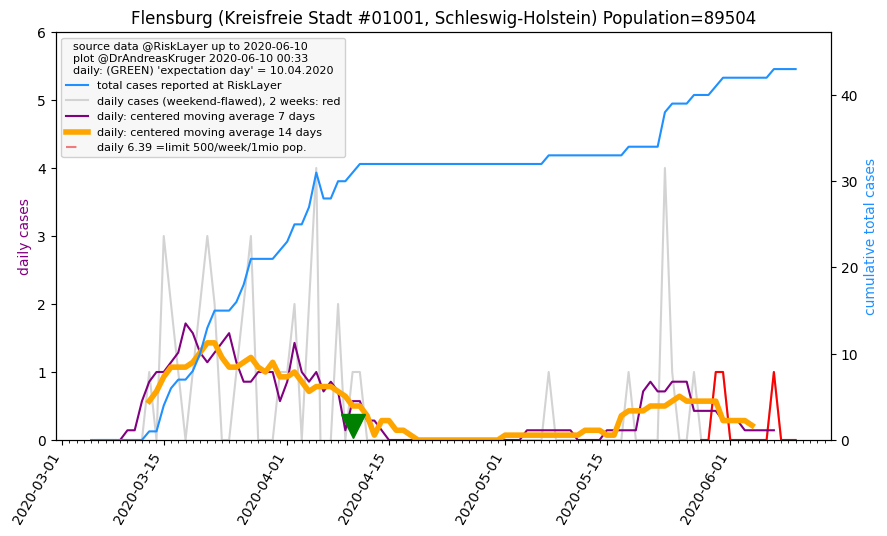 Flensburg (Kreisfreie Stadt #01001, Schleswig-Holstein) Population=89504
source data @RiskLayer up to 2020-06-10
plot @DrAndreasKruger 2020-06-10 00:33
daily: (GREEN) 'expectation day' = 10.04.2020
total cases reported at RiskLayer
daily cases (weekend-flawed), 2 weeks: red
daily: centered moving average 7 days
daily: centered moving average 14 days
daily 6.39 =limit 500/week/1mio pop.
6
5
4
3
2
1
0
daily cases
40
30
20
10
0
cumulative total cases
2020-03-01
2020-03-15
2020-04-01
2020-04-15
2020-05-01
2020-05-15
2020-06-01